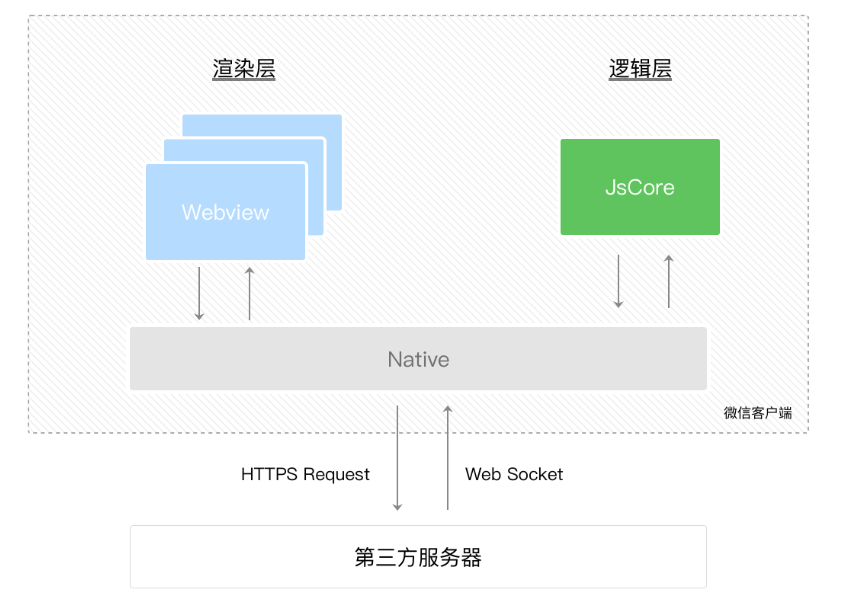 渲染层
逻辑层
Webview
JsCore
Native
微信客户端
HTTPS Request
Web Socket
第三方服务器